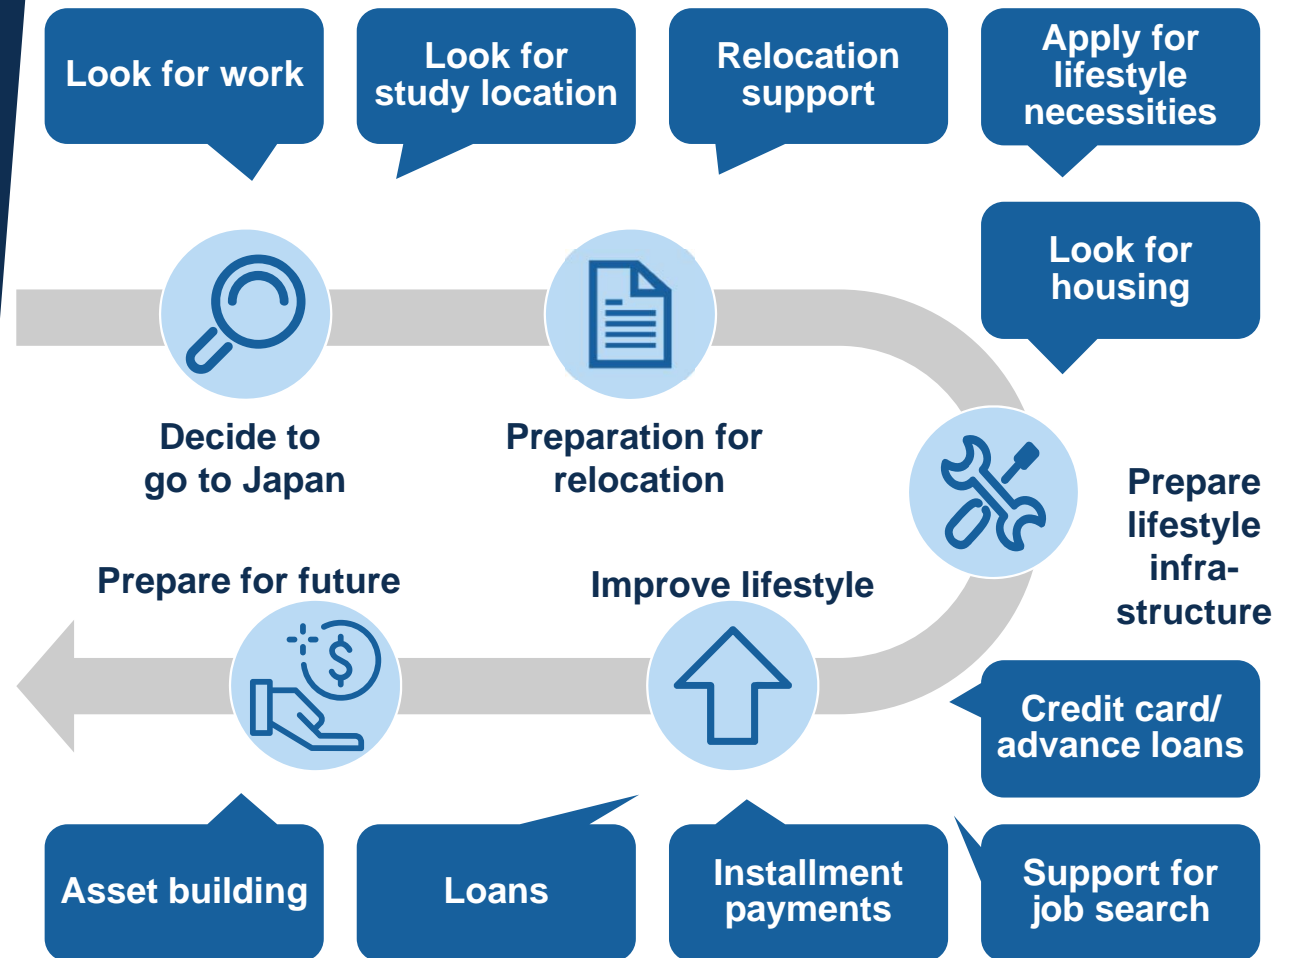 Look for work
Look for
study location
Relocation
support
Apply for
lifestyle
necessities
Look for
housing
Decide to
go to Japan
Preparation for
relocation
Prepare
lifestyle
infra-
structure
Prepare for future
Improve lifestyle
$
Credit card/
advance loans
Asset building
Loans
Installment
payments
Support for
job search